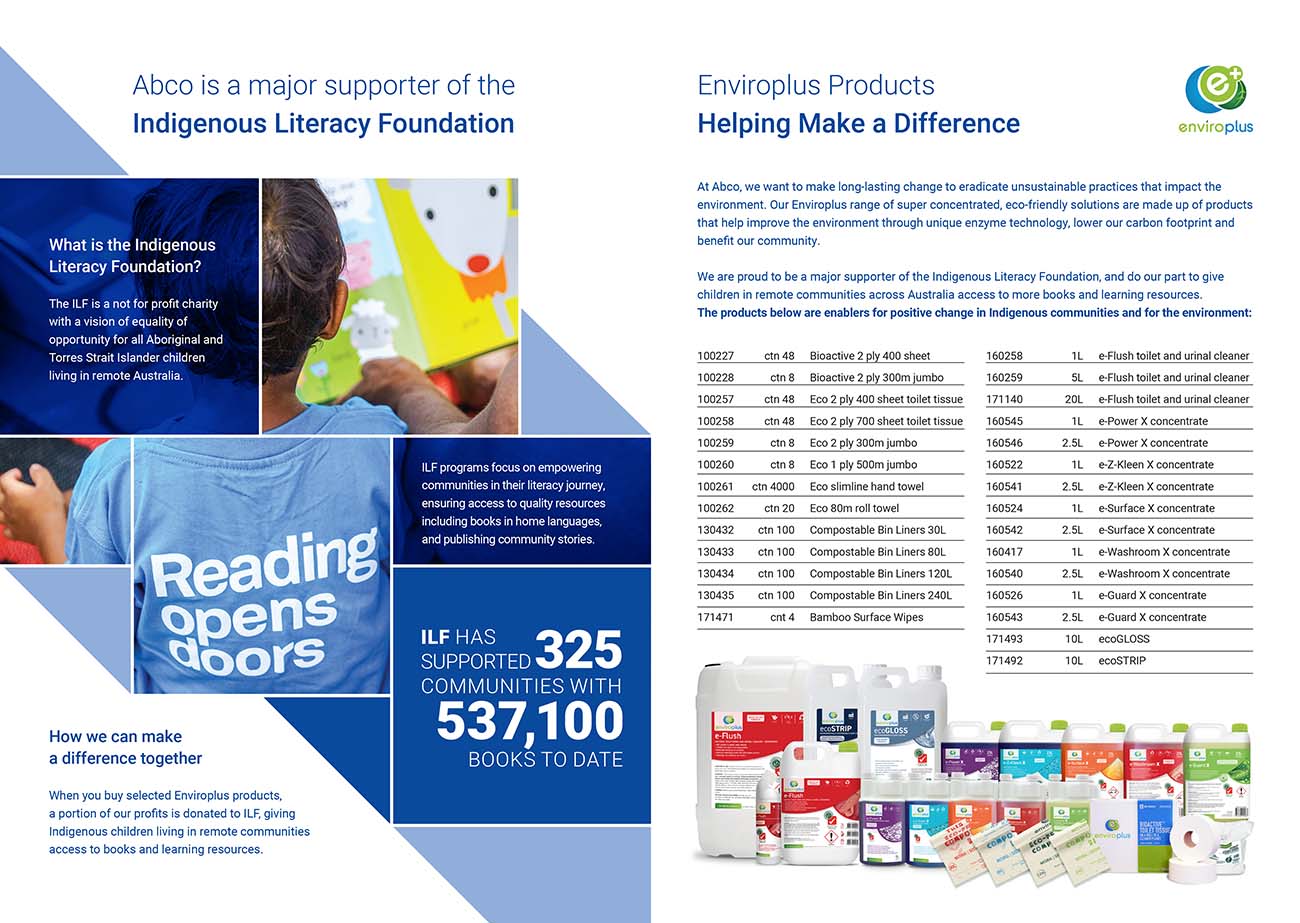 Abco is a major supporter of the
Indigenous Literacy Foundation
What is the Indigenous
Literacy Foundation?
The ILF is a not for profit charity
with a vision of equality of
opportunity for all Aboriginal and
Torres Strait Islander children
living in remote Australia.
ILF programs focus on empowering
communities in their literacy journey,
ensuring access to quality resources
including books in home languages,
and publishing community stories.
Reading
opens
doors
ILF HAS
SUPPORTED 325
COMMUNITIES WITH
537,100
BOOKS TO DATE
How we can make
a difference together
When you buy selected Enviroplus products,
a portion of our profits is donated to ILF, giving
Indigenous children living in remote communities
access to books and learning resources.
Enviroplus Products
Helping Make a Difference
e+
enviroplus
At Abco, we want to make long-lasting change to eradicate unsustainable practices that impact the
environment. Our Enviroplus range of super concentrated, eco-friendly solutions are made up of products
that help improve the environment through unique enzyme technology, lower our carbon footprint and
benefit our community.
We are proud to be a major supporter of the Indigenous Literacy Foundation, and do our part to give
children in remote communities across Australia access to more books and learning resources.
The products below are enablers for positive change in Indigenous communities and for the environment:
100227 ctn 48 Bioactive 2 ply 400 sheet
100228 ctn 8 Bioactive 2 ply 300m jumbo
100257 ctn 48 Eco 2 ply 400 sheet toilet tissue
100258 ctn 48 Eco 2 ply 700 sheet toilet tissue
100259 ctn 8 Eco 2 ply 300m jumbo
100260 ctn 8 Eco 1 ply 500m jumbo
100261 ctn 4000 Eco slimline hand towel
100262 ctn 20 Eco 80m roll towel
130432 ctn 100 Compostable Bin Liners 30L
130433 ctn 100 Compostable Bin Liners 80L
130434 ctn 100 Compostable Bin Liners 120L
130435 ctn 100 Compostable Bin Liners 240L
171471 cnt 4 Bamboo Surface Wipes
160258 1L e-Flush toilet and urinal cleaner
160259 5L e-Flush toilet and urinal cleaner
171140 20L e-Flush toilet and urinal cleaner
160545 1L e-Power X concentrate
160546 2.5L e-Power X concentrate
160522 1L e-Z-Kleen X concentrate
160541 2.5L e-Z-Kleen X concentrate
160524 1L e-Surface X concentrate
160542 2.5L e-Surface X concentrate
160417 1L e-Washroom X concentrate
160540 2.5L e-Washroom X concentrate
160526 1L e-Guard X concentrate
160543 2.5L e-Guard X concentrate
171493 10L ecoGLOSS
171492 10L ecoSTRIP
enviroplus
e-Flush
ecoSTRIP
ecoGLOSS
e-Flush
enviroplus
BIOACTIVE
TOILET TISSUE